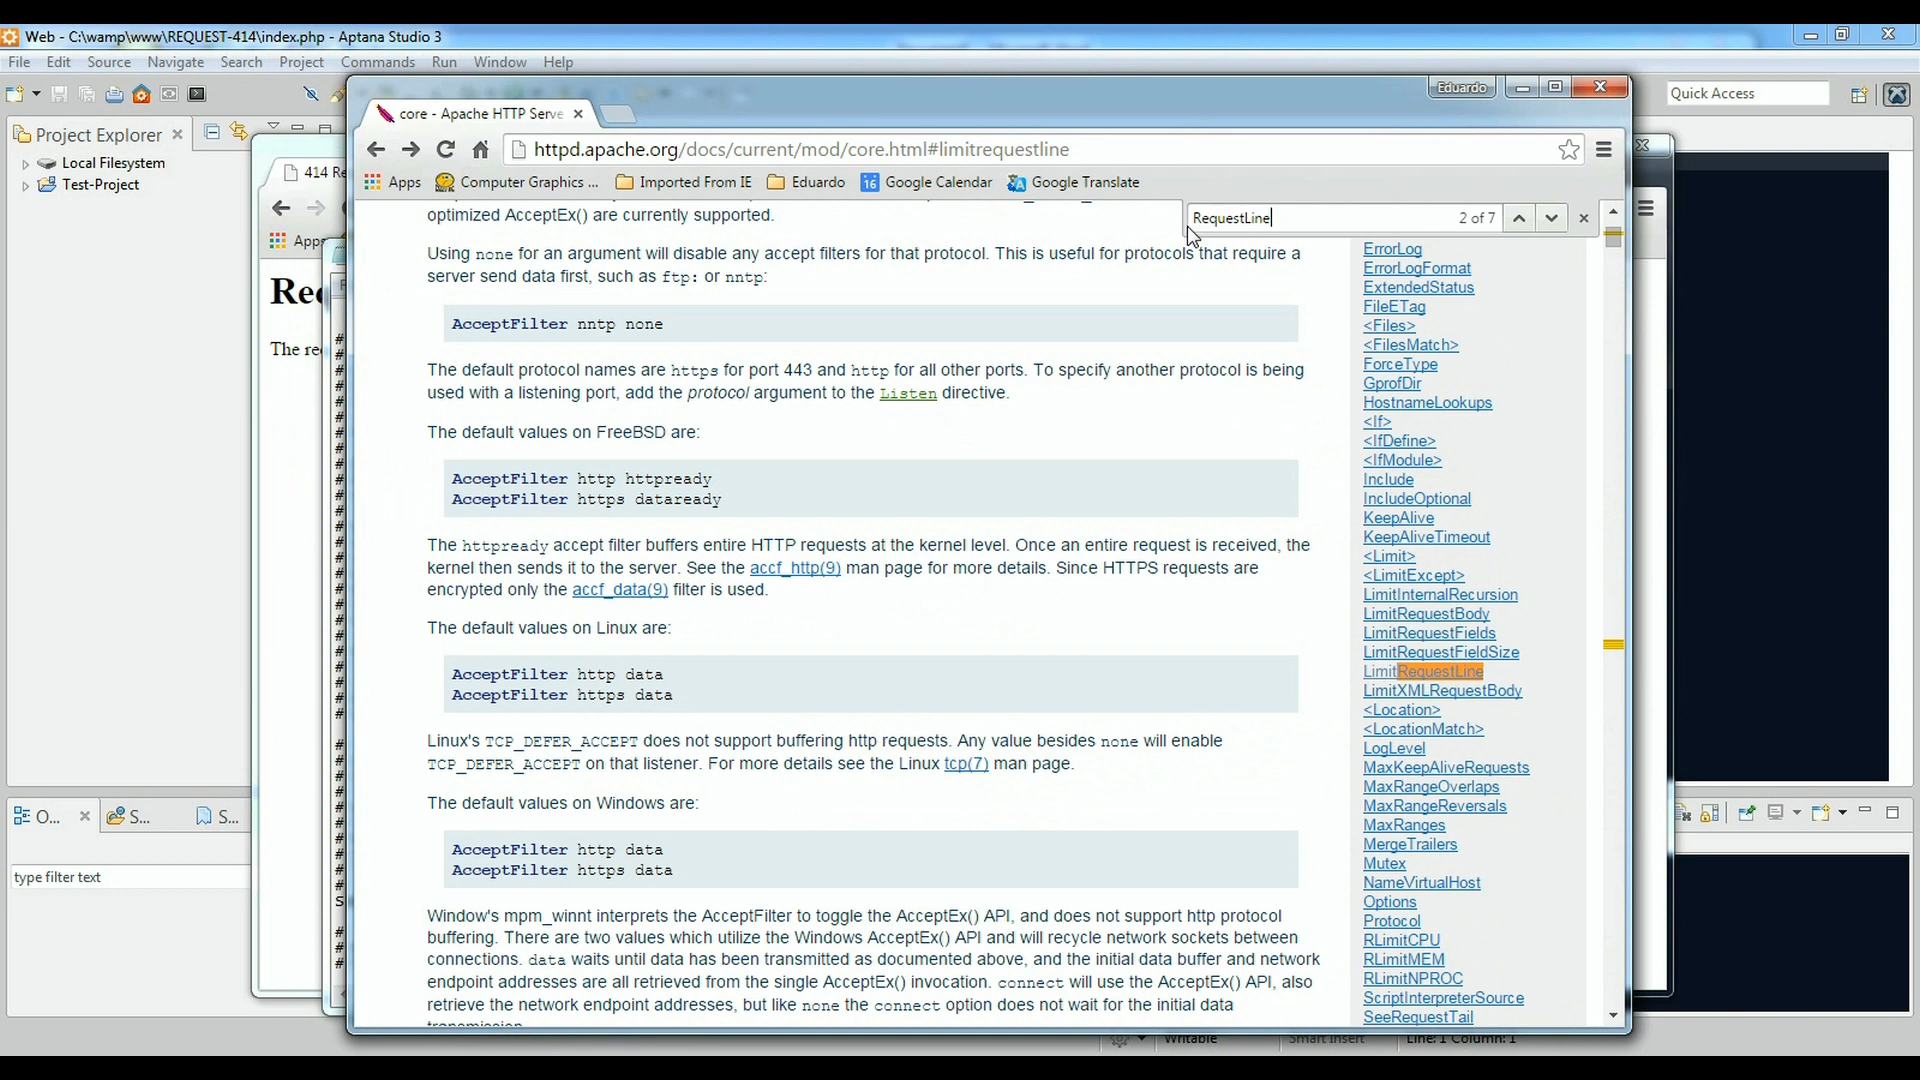 Web - C:\wamp\www\REQUEST-414\index.php - Aptana Studio 3
File Edit Source Navigate Search Project Commands Run Window Help
Quick Access
Project Explorer
Local Filesystem
Test-Project
O...
S...
S...
type filter text
414 Re
Apps
The re
Eduardo
core - Apache HTTP Serve
httpd.apache.org/docs/current/mod/core.html#limitrequestline
Apps Computer Graphics ... Imported From IE Eduardo 16 Google Calendar Google Translate
RequestLine 2 of 7
optimized AcceptEx() are currently supported.
Using none for an argument will disable any accept filters for that protocol. This is useful for protocols that require a
server send data first, such as ftp: or nntp:
AcceptFilter nntp none
The default protocol names are https for port 443 and http for all other ports. To specify another protocol is being
used with a listening port, add the protocol argument to the Listen directive.
The default values on FreeBSD are:
AcceptFilter http httpready
AcceptFilter https dataready
The httpready accept filter buffers entire HTTP requests at the kernel level. Once an entire request is received, the
kernel then sends it to the server. See the accf_http(9) man page for more details. Since HTTPS requests are
encrypted only the accf_data(9) filter is used.
The default values on Linux are:
AcceptFilter http data
AcceptFilter https data
Linux's TCP_DEFER_ACCEPT does not support buffering http requests. Any value besides none will enable
TCP_DEFER_ACCEPT on that listener. For more details see the Linux tcp(7) man page.
The default values on Windows are:
AcceptFilter http data
AcceptFilter https data
Window's mpm_winnt interprets the AcceptFilter to toggle the AcceptEx() API, and does not support http protocol
buffering. There are two values which utilize the Windows AcceptEx() API and will recycle network sockets between
connections. data waits until data has been transmitted as documented above, and the initial data buffer and network
endpoint addresses are all retrieved from the single AcceptEx() invocation. connect will use the AcceptEx() API, also
retrieve the network endpoint addresses, but like none the connect option does not wait for the initial data
transmission.
ErrorLog
ErrorLogFormat
ExtendedStatus
FileETag
<Files>
<FilesMatch>
ForceType
GprofDir
HostnameLookups
<If>
<IfDefine>
<IfModule>
Include
IncludeOptional
KeepAlive
KeepAliveTimeout
<Limit>
<LimitExcept>
LimitInternalRecursion
LimitRequestBody
LimitRequestFields
LimitRequestFieldSize
LimitRequestLine
LimitXMLRequestBody
<Location>
<LocationMatch>
LogLevel
MaxKeepAliveRequests
MaxRangeOverlaps
MaxRangeReversals
MaxRanges
MergeTrailers
Mutex
NameVirtualHost
Options
Protocol
RLimitCPU
RLimitMEM
RLimitNPROC
ScriptInterpreterSource
SeeRequestTail
Writable Smart Insert Line: 1 Column: 1